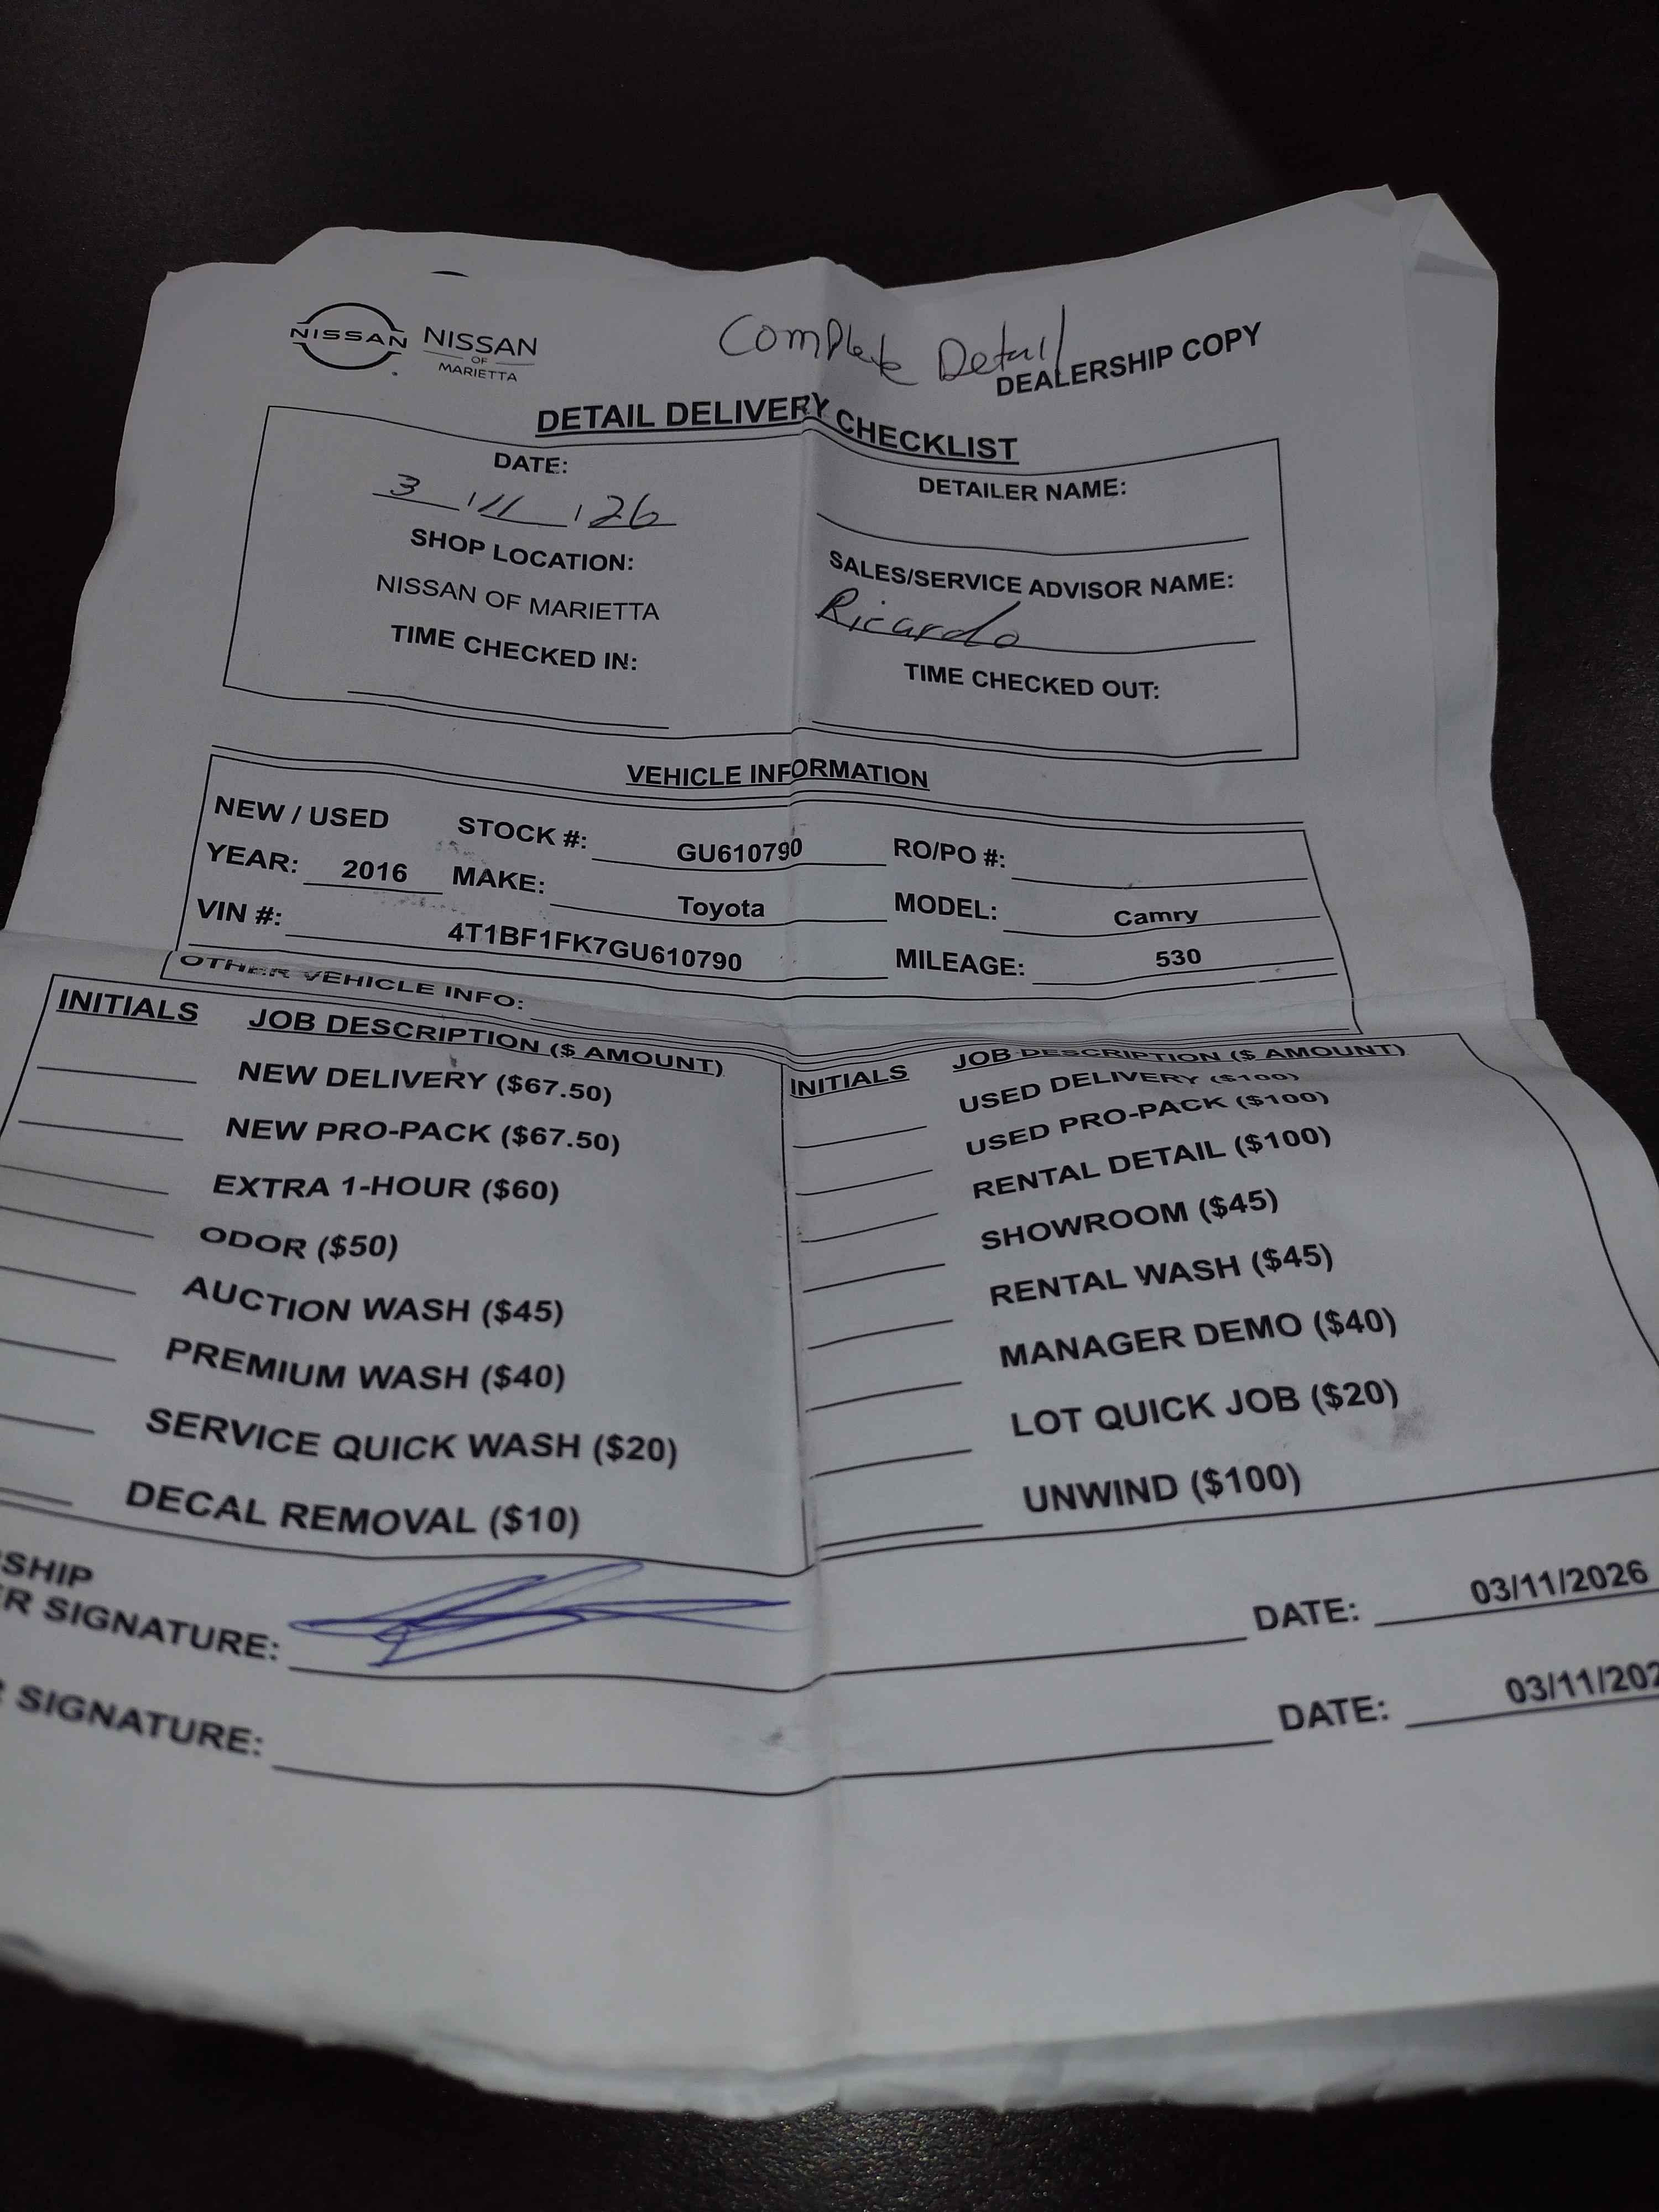 Complete Detail
NISSAN NISSAN
OF
MARIETTA
DEALERSHIP COPY
DETAIL DELIVERY CHECKLIST
DATE:
3 / 11 / 26
DETAILER NAME:
SHOP LOCATION:
NISSAN OF MARIETTA
SALES/SERVICE ADVISOR NAME:
Ricardo
TIME CHECKED IN:
TIME CHECKED OUT:
VEHICLE INFORMATION
NEW / USED STOCK #: GU610790 RO/PO #:
YEAR: 2016 MAKE: Toyota MODEL: Camry
VIN #: 4T1BF1FK7GU610790 MILEAGE: 530
OTHER VEHICLE INFO:
INITIALS JOB DESCRIPTION ($ AMOUNT)
NEW DELIVERY ($67.50)
NEW PRO-PACK ($67.50)
EXTRA 1-HOUR ($60)
ODOR ($50)
AUCTION WASH ($45)
PREMIUM WASH ($40)
SERVICE QUICK WASH ($20)
DECAL REMOVAL ($10)
INITIALS JOB DESCRIPTION ($ AMOUNT)
USED DELIVERY ($100)
USED PRO-PACK ($100)
RENTAL DETAIL ($100)
SHOWROOM ($45)
RENTAL WASH ($45)
MANAGER DEMO ($40)
LOT QUICK JOB ($20)
UNWIND ($100)
SHIP
R SIGNATURE: DATE: 03/11/2026
SIGNATURE: DATE: 03/11/202